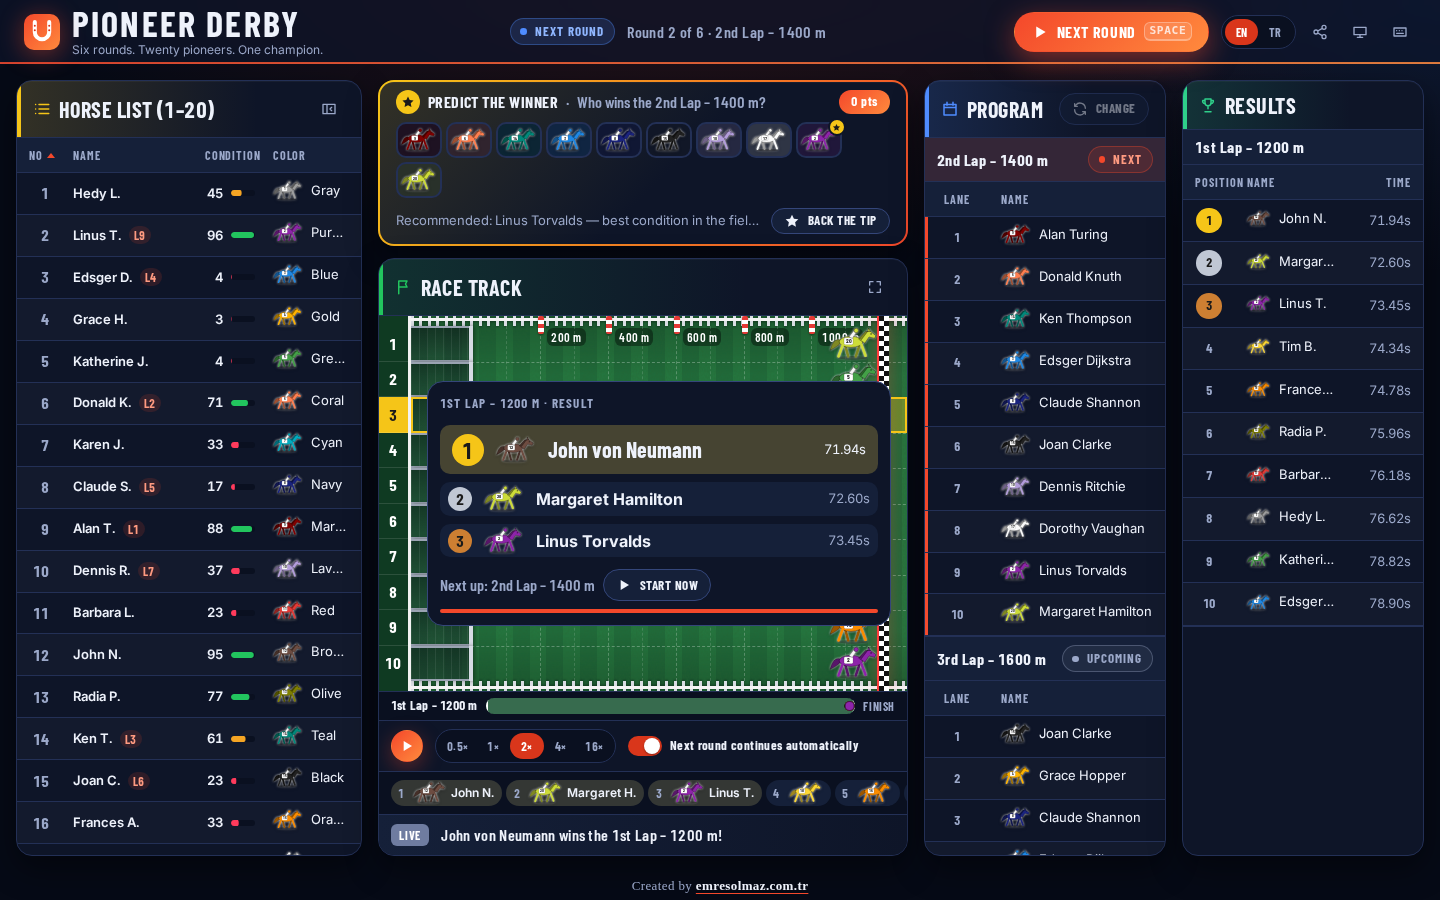 PIONEER DERBY
Six rounds. Twenty pioneers. One champion.
NEXT ROUND
Round 2 of 6 · 2nd Lap – 1400 m
NEXT ROUND SPACE
EN TR
HORSE LIST (1-20)
NO NAME CONDITION COLOR
1 Hedy L. 45 Gray
2 Linus T. L9 96 Pur...
3 Edsger D. L4 4 Blue
4 Grace H. 3 Gold
5 Katherine J. 4 Gre...
6 Donald K. L2 71 Coral
7 Karen J. 33 Cyan
8 Claude S. L5 17 Navy
9 Alan T. L1 88 Mar...
10 Dennis R. L7 37 Lav...
11 Barbara L. 23 Red
12 John N. 95 Bro...
13 Radia P. 77 Olive
14 Ken T. L3 61 Teal
15 Joan C. L6 23 Black
16 Frances A. 33 Ora...
PREDICT THE WINNER · Who wins the 2nd Lap – 1400 m?
0 pts
Recommended: Linus Torvalds — best condition in the fiel...
BACK THE TIP
RACE TRACK
200 m 400 m 600 m 800 m
1
2
3
4
5
6
7
8
9
10
1ST LAP – 1200 M · RESULT
1 John von Neumann 71.94s
2 Margaret Hamilton 72.60s
3 Linus Torvalds 73.45s
Next up: 2nd Lap – 1400 m START NOW
1st Lap – 1200 m FINISH
0.5× 1× 2× 4× 16× Next round continues automatically
1 John N. 2 Margaret H. 3 Linus T. 4 5
LIVE John von Neumann wins the 1st Lap – 1200 m!
PROGRAM
CHANGE
2nd Lap – 1400 m NEXT
LANE NAME
1 Alan Turing
2 Donald Knuth
3 Ken Thompson
4 Edsger Dijkstra
5 Claude Shannon
6 Joan Clarke
7 Dennis Ritchie
8 Dorothy Vaughan
9 Linus Torvalds
10 Margaret Hamilton
3rd Lap – 1600 m UPCOMING
LANE NAME
1 Joan Clarke
2 Grace Hopper
3 Claude Shannon
RESULTS
1st Lap – 1200 m
POSITION NAME TIME
1 John N. 71.94s
2 Margar... 72.60s
3 Linus T. 73.45s
4 Tim B. 74.34s
5 France... 74.78s
6 Radia P. 75.96s
7 Barbar... 76.18s
8 Hedy L. 76.62s
9 Katheri... 78.82s
10 Edsger... 78.90s
Created by emresolmaz.com.tr